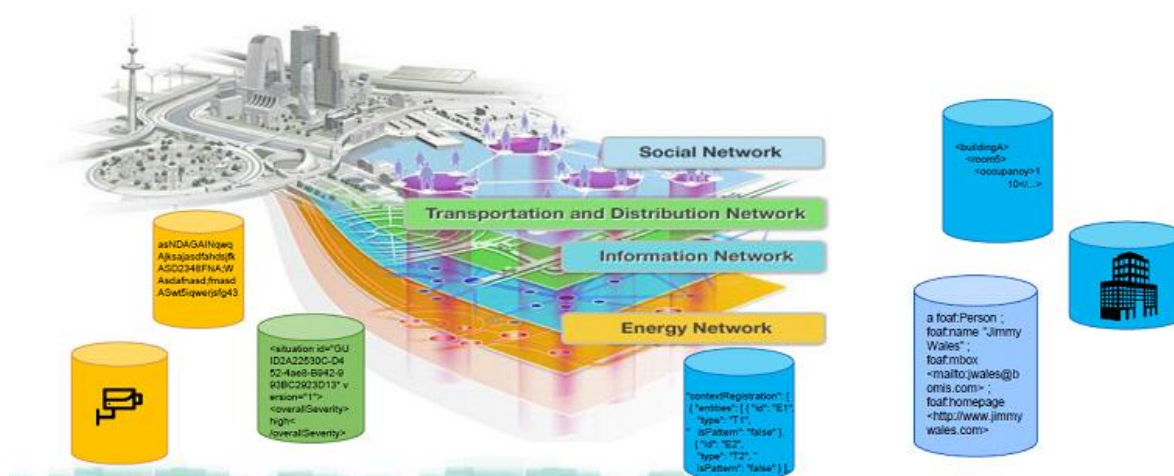 Social Network
Transportation and Distribution Network
Information Network
Energy Network
<buildingA>
<room5>
<occupancy>1
10</...>
asNDAGAINqwq
Ajksajasdfahdsjfk
ASD2348FNA;W
Asdafnasd;fmasd
ASwt5iqwerjsfg43
<situation id="GU
ID2A22530C-D4
52-4ae8-B942-9
93BC2923D13" v
ersion="1">
<overallSeverity>
high<
/overallSeverity>
"contextRegistration": [
{ "entities": [ { "id": "E1",
"type": "T1",
" isPattern": "false" },
{ "id": "E2",
"type": "T2", "
isPattern": "false" } ],
a foaf:Person ;
foaf:name "Jimmy
Wales" ;
foaf:mbox
<mailto:jwales@b
omis.com> ;
foaf:homepage
<http://www.jimmy
wales.com>